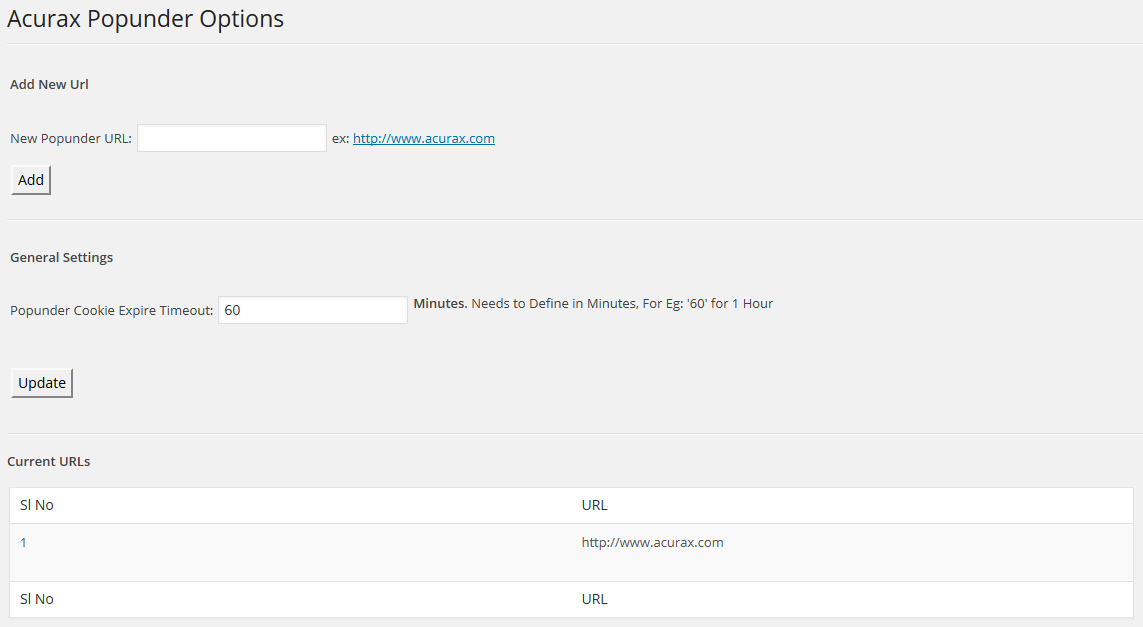 Acurax Popunder Options
Add New Url
New Popunder URL: ex: http://www.acurax.com
Add
General Settings
Popunder Cookie Expire Timeout: 60 Minutes. Needs to Define in Minutes, For Eg: '60' for 1 Hour
Update
Current URLs
Sl No URL
1 http://www.acurax.com
Sl No URL